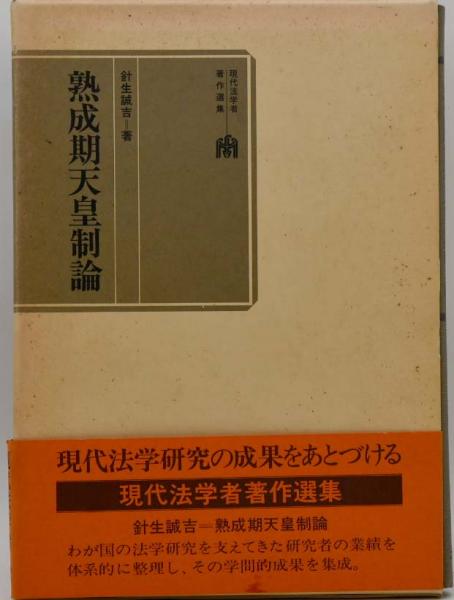 現代法学者
著作選集
針生誠吉＝著
熟成期天皇制論
現代法学研究の成果をあとづける
現代法学者著作選集
針生誠吉＝熟成期天皇制論
わが国の法学研究を支えてきた研究者の業績を
体系的に整理し、その学問的成果を集成。